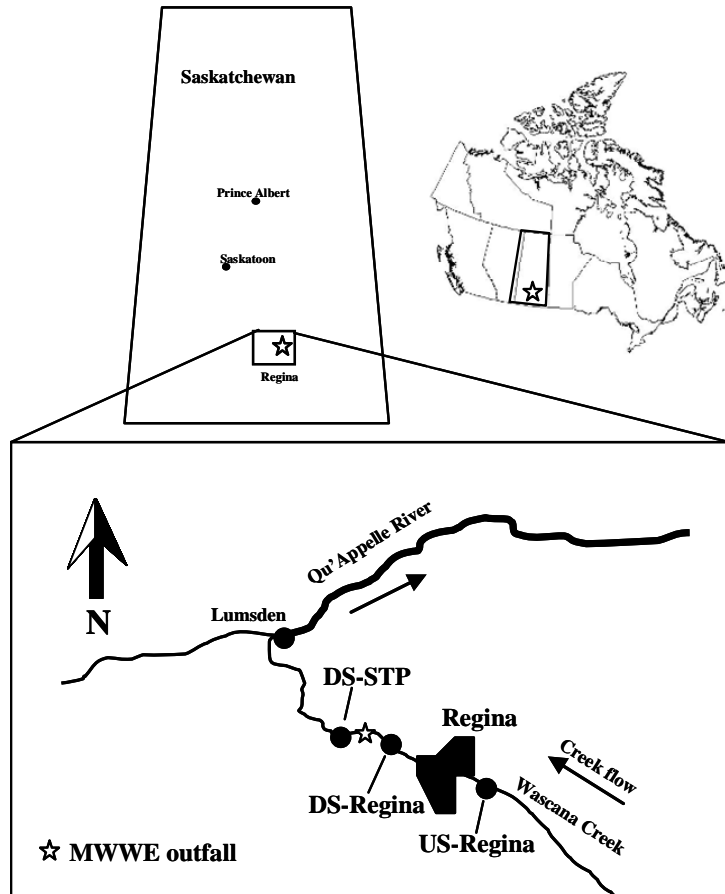 Saskatchewan
Prince Albert
Saskatoon
Regina
Qu'Appelle River
N
Lumsden
DS-STP
Regina
DS-Regina
Creek flow
Wascana Creek
US-Regina
MWWE outfall